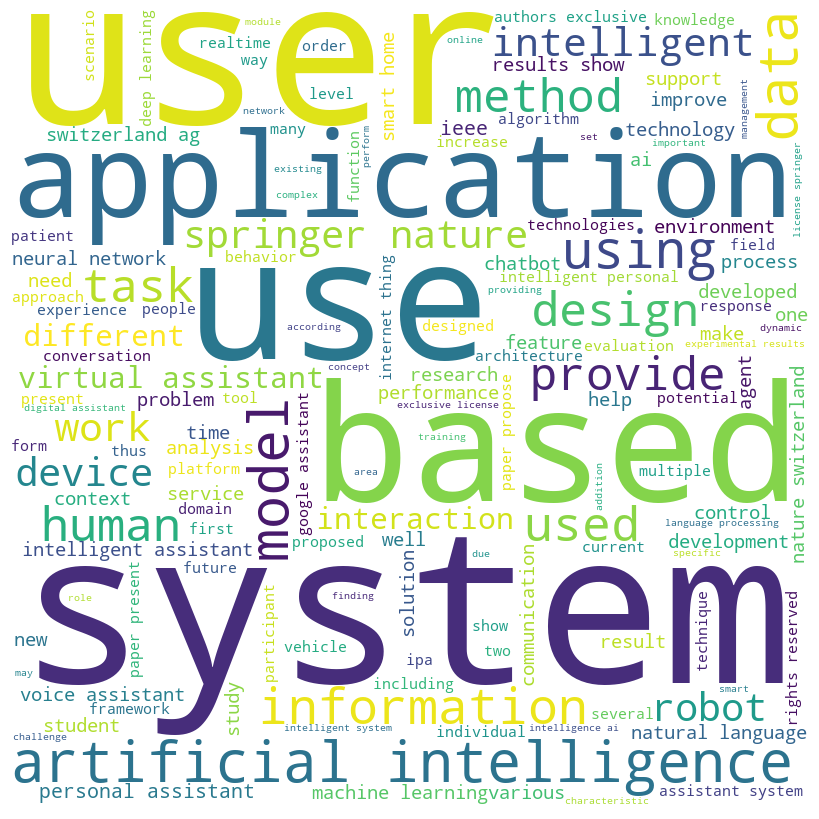 user
module
authors exclusive
knowledge
scenario
deep learning
realtime
order
online
intelligent
data
way
smart home
results show
level
method
support
improve
network
switzerland ag
many
ieee
algorithm
technology
management
function
perform
increase
set
important
application
existing
ai
complex
license springer
patient
springer nature
technologies
environment
using
field
neural network
behavior
internet thing
chatbot
process
need
task
use
intelligent personal
approach
providing
design
developed
experience
people
response
one
different
according
designed
feature
make
dynamic
conversation
concept
architecture
evaluation
experimental results
virtual assistant
research
provide
agent
present
problem
tool
performance
help
potential
digital assistant
model
google assistant
exclusive license
paper propose
nature switzerland
work
time
based
form
thus
analysis
training
device
platform
area
multiple
context
service
addition
control
human
domain
interaction
used
language processing
first
intelligent assistant
proposed
well
current
development
future
paper present
solution
due
specific
system
role
finding
new
participant
vehicle
show
communication
result
technique
rights reserved
may
ipa
two
voice assistant
study
including
smart
framework
information
several
robot
student
challenge
intelligent system
individual
intelligence ai
natural language
artificial intelligence
personal assistant
machine learning
various
characteristic
assistant system